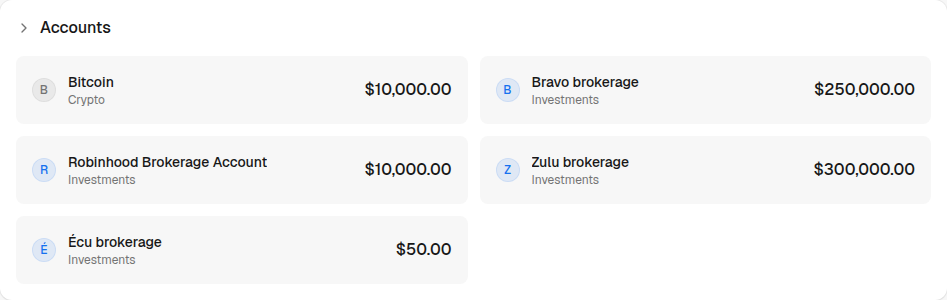 Accounts
B
Bitcoin
Crypto
$10,000.00
B
Bravo brokerage
Investments
$250,000.00
R
Robinhood Brokerage Account
Investments
$10,000.00
Z
Zulu brokerage
Investments
$300,000.00
É
Écu brokerage
Investments
$50.00